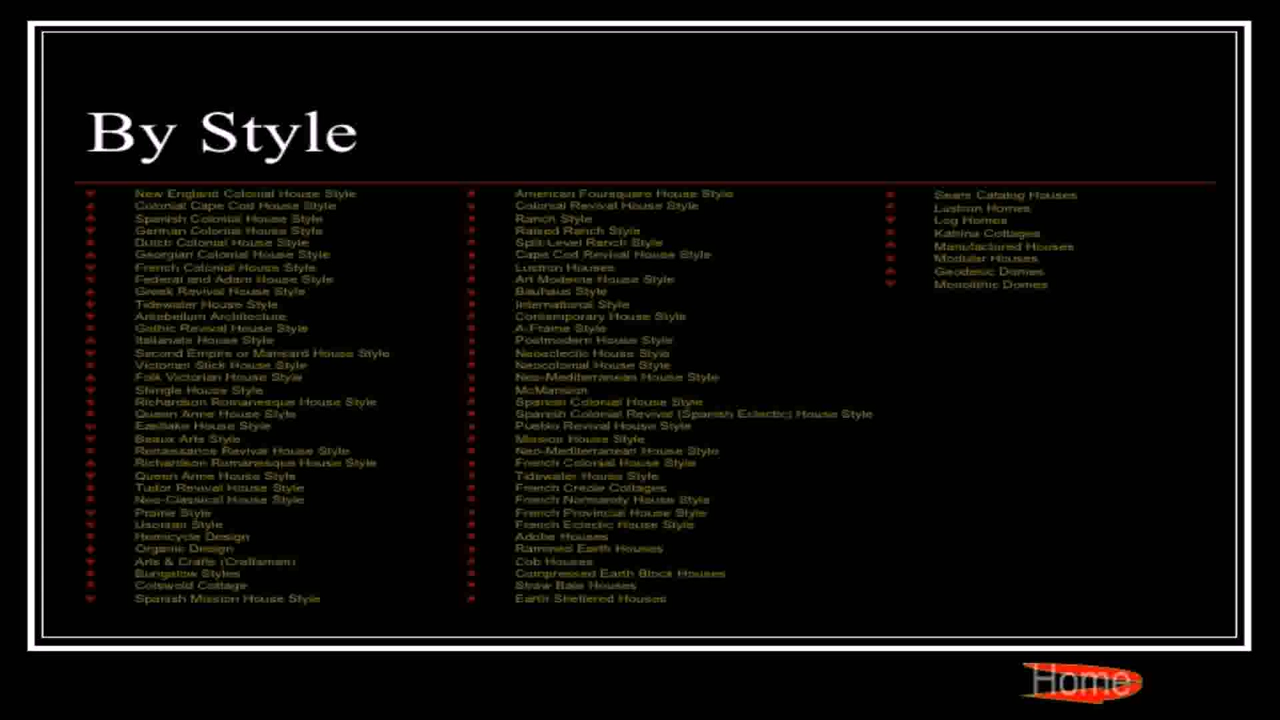 By Style
New England Colonial House Style
Colonial Cape Cod House Style
Spanish Colonial House Style
German Colonial House Style
Dutch Colonial House Style
Georgian Colonial House Style
French Colonial House Style
Federal and Adam House Style
Greek Revival House Style
Tidewater House Style
Antebellum Architecture
Gothic Revival House Style
Italianate House Style
Second Empire or Mansard House Style
Victorian Stick House Style
Folk Victorian House Style
Shingle House Style
Richardson Romanesque House Style
Queen Anne House Style
Eastlake House Style
Beaux Arts Style
Renaissance Revival House Style
Richardson Romanesque House Style
Queen Anne House Style
Tudor Revival House Style
Neo-Classical House Style
Prairie Style
Usonian Style
Hemicycle Design
Organic Design
Arts & Crafts (Craftsman)
Bungalow Styles
Cotswold Cottage
Spanish Mission House Style
American Foursquare House Style
Colonial Revival House Style
Ranch Style
Raised Ranch Style
Split-Level Ranch Style
Cape Cod Revival House Style
Lustron Houses
Art Moderne House Style
Bauhaus Style
International Style
Contemporary House Style
A-Frame Style
Postmodern House Style
Neoeclectic House Style
Neocolonial House Style
Neo-Mediterranean House Style
McMansion
Spanish Colonial House Style
Spanish Colonial Revival (Spanish Eclectic) House Style
Pueblo Revival House Style
Mission House Style
Neo-Mediterranean House Style
French Colonial House Style
Tidewater House Style
French Creole Cottages
French Normandy House Style
French Provincial House Style
French Eclectic House Style
Adobe Houses
Rammed Earth Houses
Cob Houses
Compressed Earth Block Houses
Straw Bale Houses
Earth Sheltered Houses
Sears Catalog Houses
Lustron Homes
Log Homes
Katrina Cottages
Manufactured Houses
Modular Houses
Geodesic Domes
Monolithic Domes
Home